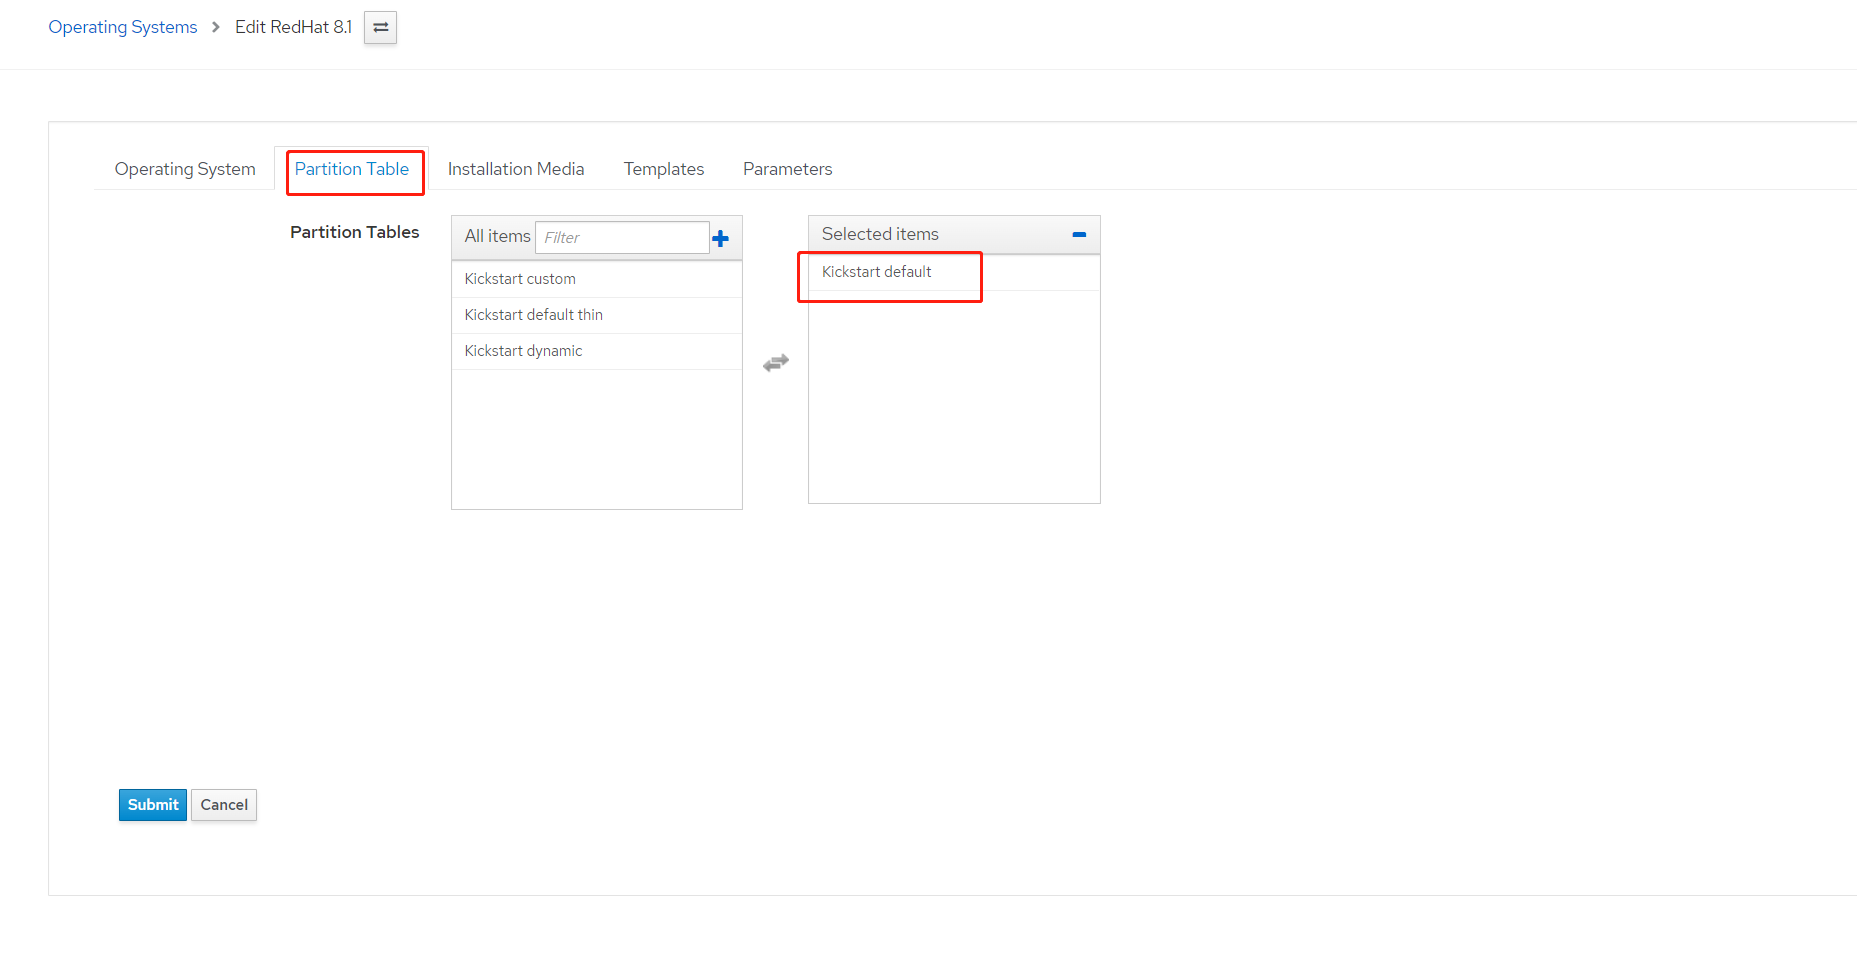 Operating Systems > Edit RedHat 8.1
Operating System Partition Table Installation Media Templates Parameters
Partition Tables
All items Filter
Kickstart custom
Kickstart default thin
Kickstart dynamic
Selected items
Kickstart default
Submit Cancel